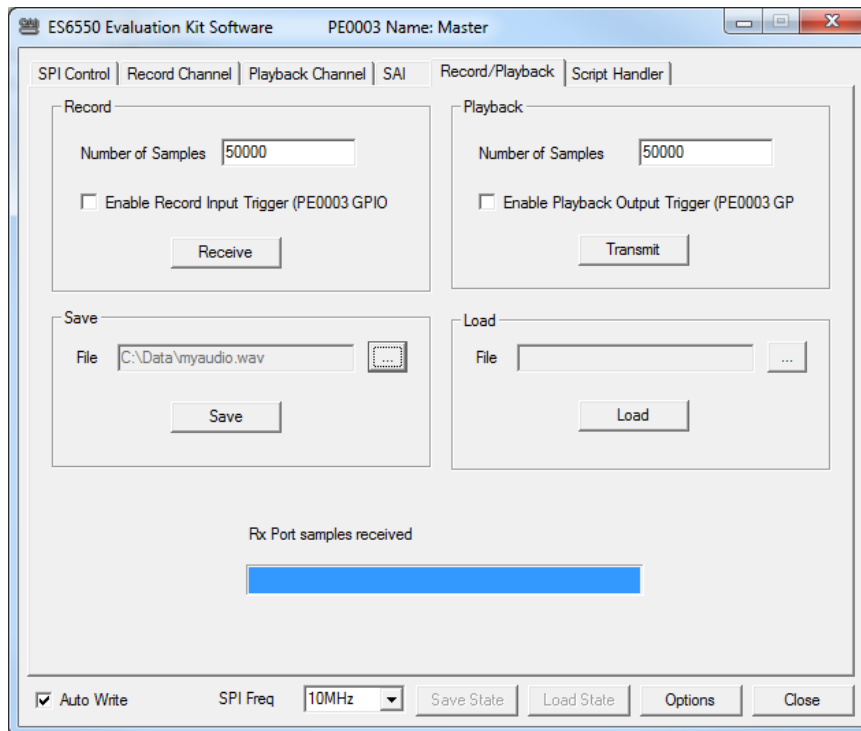 ES6550 Evaluation Kit Software PE0003 Name: Master
SPI Control Record Channel Playback Channel SAI Record/Playback Script Handler
Record
Number of Samples 50000
Enable Record Input Trigger (PE0003 GPIO
Receive
Playback
Number of Samples 50000
Enable Playback Output Trigger (PE0003 GP
Transmit
Save
File C:\Data\myaudio.wav ...
Save
Load
File ...
Load
Rx Port samples received
Auto Write SPI Freq 10MHz Save State Load State Options Close